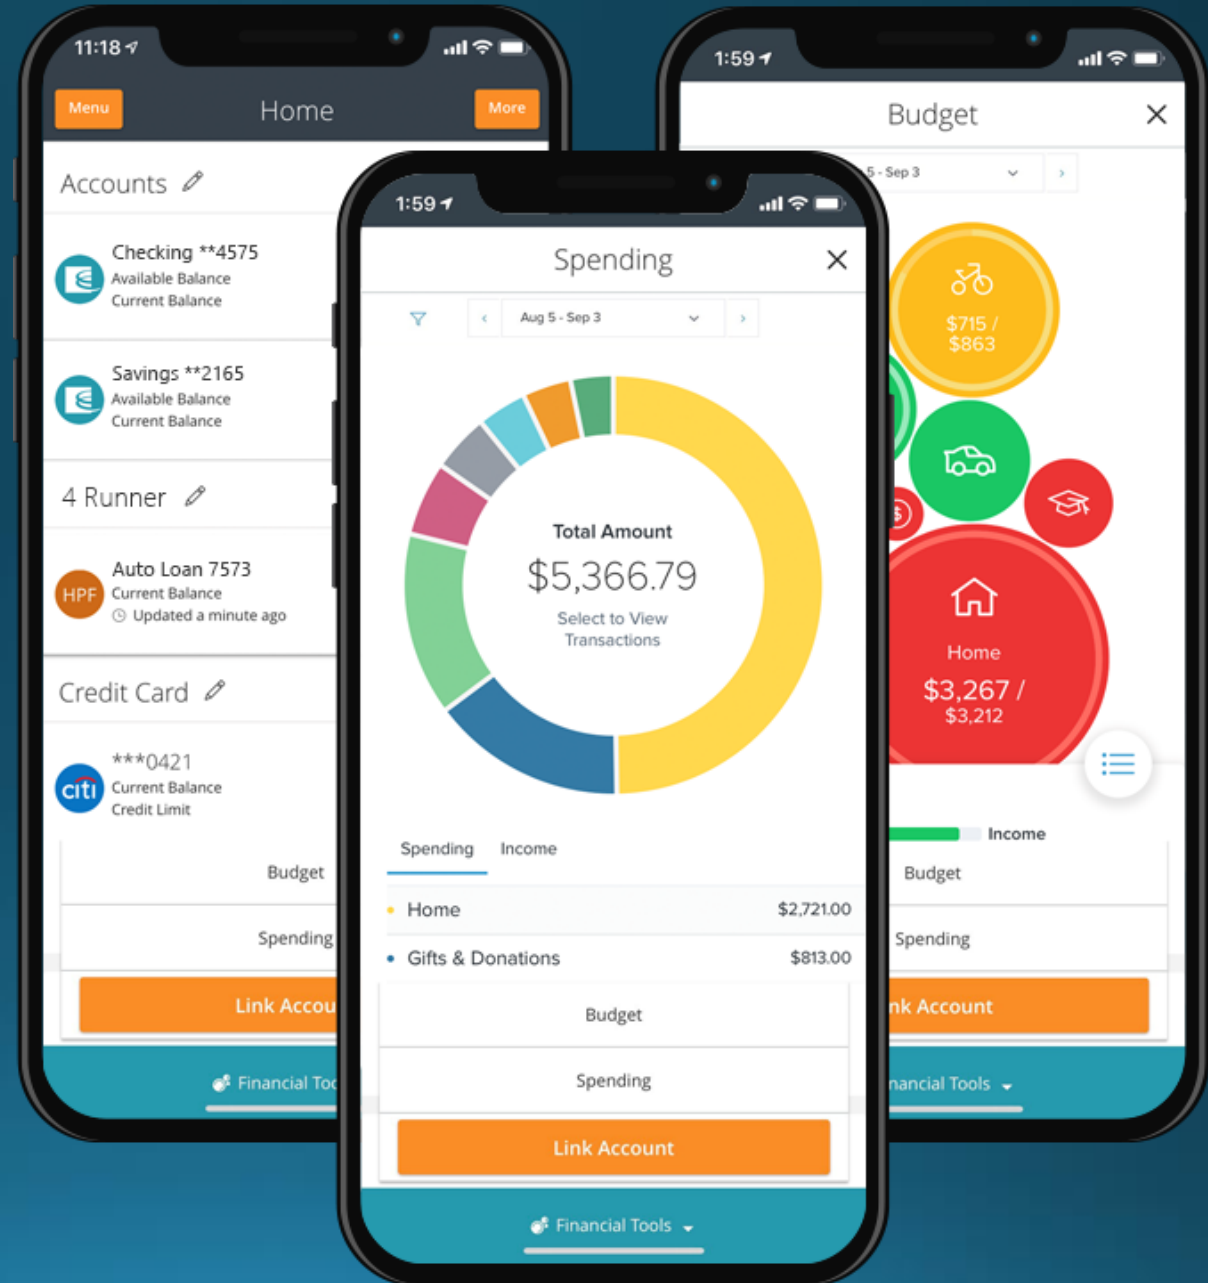 11:18
Menu
Home
More
Accounts
Checking **4575
Available Balance
Current Balance
Savings **2165
Available Balance
Current Balance
4 Runner
HPF
Auto Loan 7573
Current Balance
Updated a minute ago
Credit Card
citi
***0421
Current Balance
Credit Limit
Budget
Spending
Link Accou
Financial Too
1:59
Spending
Aug 5 - Sep 3
Total Amount
$5,366.79
Select to View
Transactions
Spending Income
Home $2,721.00
Gifts & Donations $813.00
Budget
Spending
Link Account
Financial Tools
1:59
Budget
5 - Sep 3
$715 /
$863
$
Home
$3,267 /
$3,212
Income
Budget
Spending
nk Account
nancial Tools